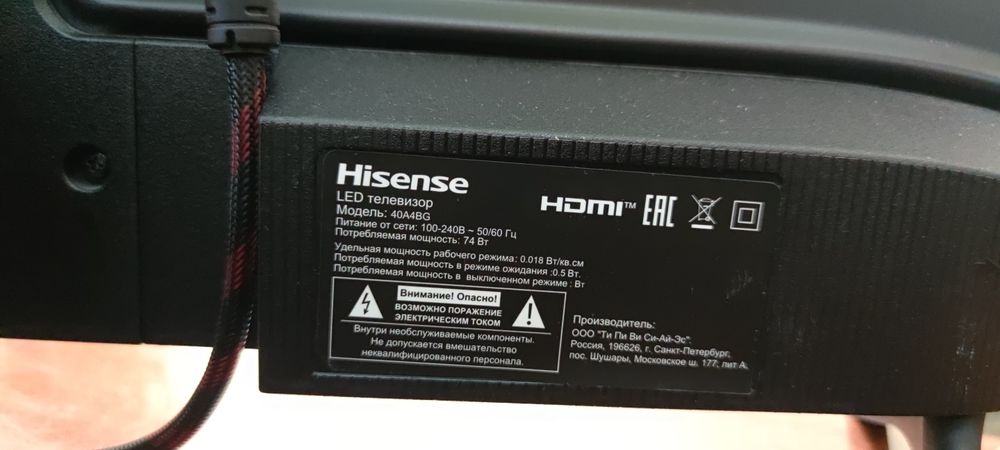 Hisense
LED телевизор
Модель: 40A4BG
Питание от сети: 100-240В ~ 50/60 Гц
Потребляемая мощность: 74 Вт
HDMI™ EAC
Удельная мощность рабочего режима: 0.018 Вт/кв.см
Потребляемая мощность в режиме ожидания :0.5 Вт.
Потребляемая мощность в выключенном режиме : Вт
Внимание! Опасно!
ВОЗМОЖНО ПОРАЖЕНИЕ
ЭЛЕКТРИЧЕСКИМ ТОКОМ
Внутри необслуживаемые компоненты.
Не допускается вмешательство
неквалифицированного персонала.
Производитель:
ООО "Ти Пи Ви Си-Ай-Эс".
Россия, 196626, г. Санкт-Петербург,
пос. Шушары, Московское ш. 177, лит А.